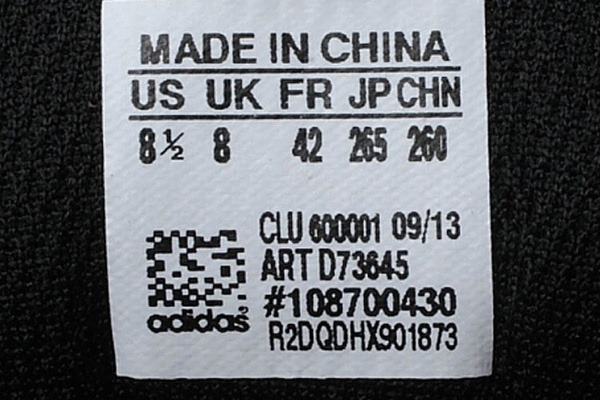 MADE IN CHINA
US UK FR JP CHN
8½ 8 42 265 260
CLU 600001 09/13
ART D73645
#108700430
adidas
R2DQDHX901873